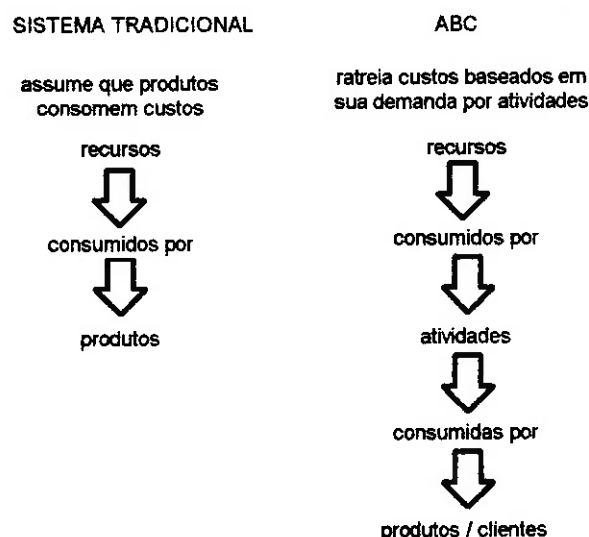 SISTEMA TRADICIONAL
assume que produtos
consomem custos
recursos
consumidos por
produtos
ABC
ratreia custos baseados em
sua demanda por atividades
recursos
consumidos por
atividades
consumidas por
produtos / clientes